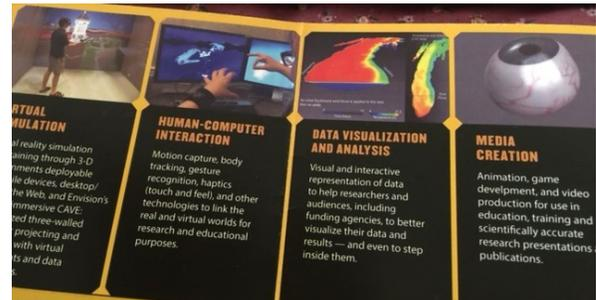 RTUAL
MULATION
al reality simulation
aining through 3-D
nments deployable
ile devices, desktop/
the Web, and Envision's
mmersive CAVE:
ted three-walled
projecting and
with virtual
ts and data
s.
HUMAN-COMPUTER
INTERACTION
Motion capture, body
tracking, gesture
recognition, haptics
(touch and feel), and other
technologies to link the
real and virtual worlds for
research and educational
purposes.
DATA VISUALIZATION
AND ANALYSIS
Visual and interactive
representation of data
to help researchers and
audiences, including
funding agencies, to better
visualize their data and
results — and even to step
inside them.
MEDIA
CREATION
Animation, game
develpment, and video
production for use in
education, training and
scientifically accurate
research presentations
publications.